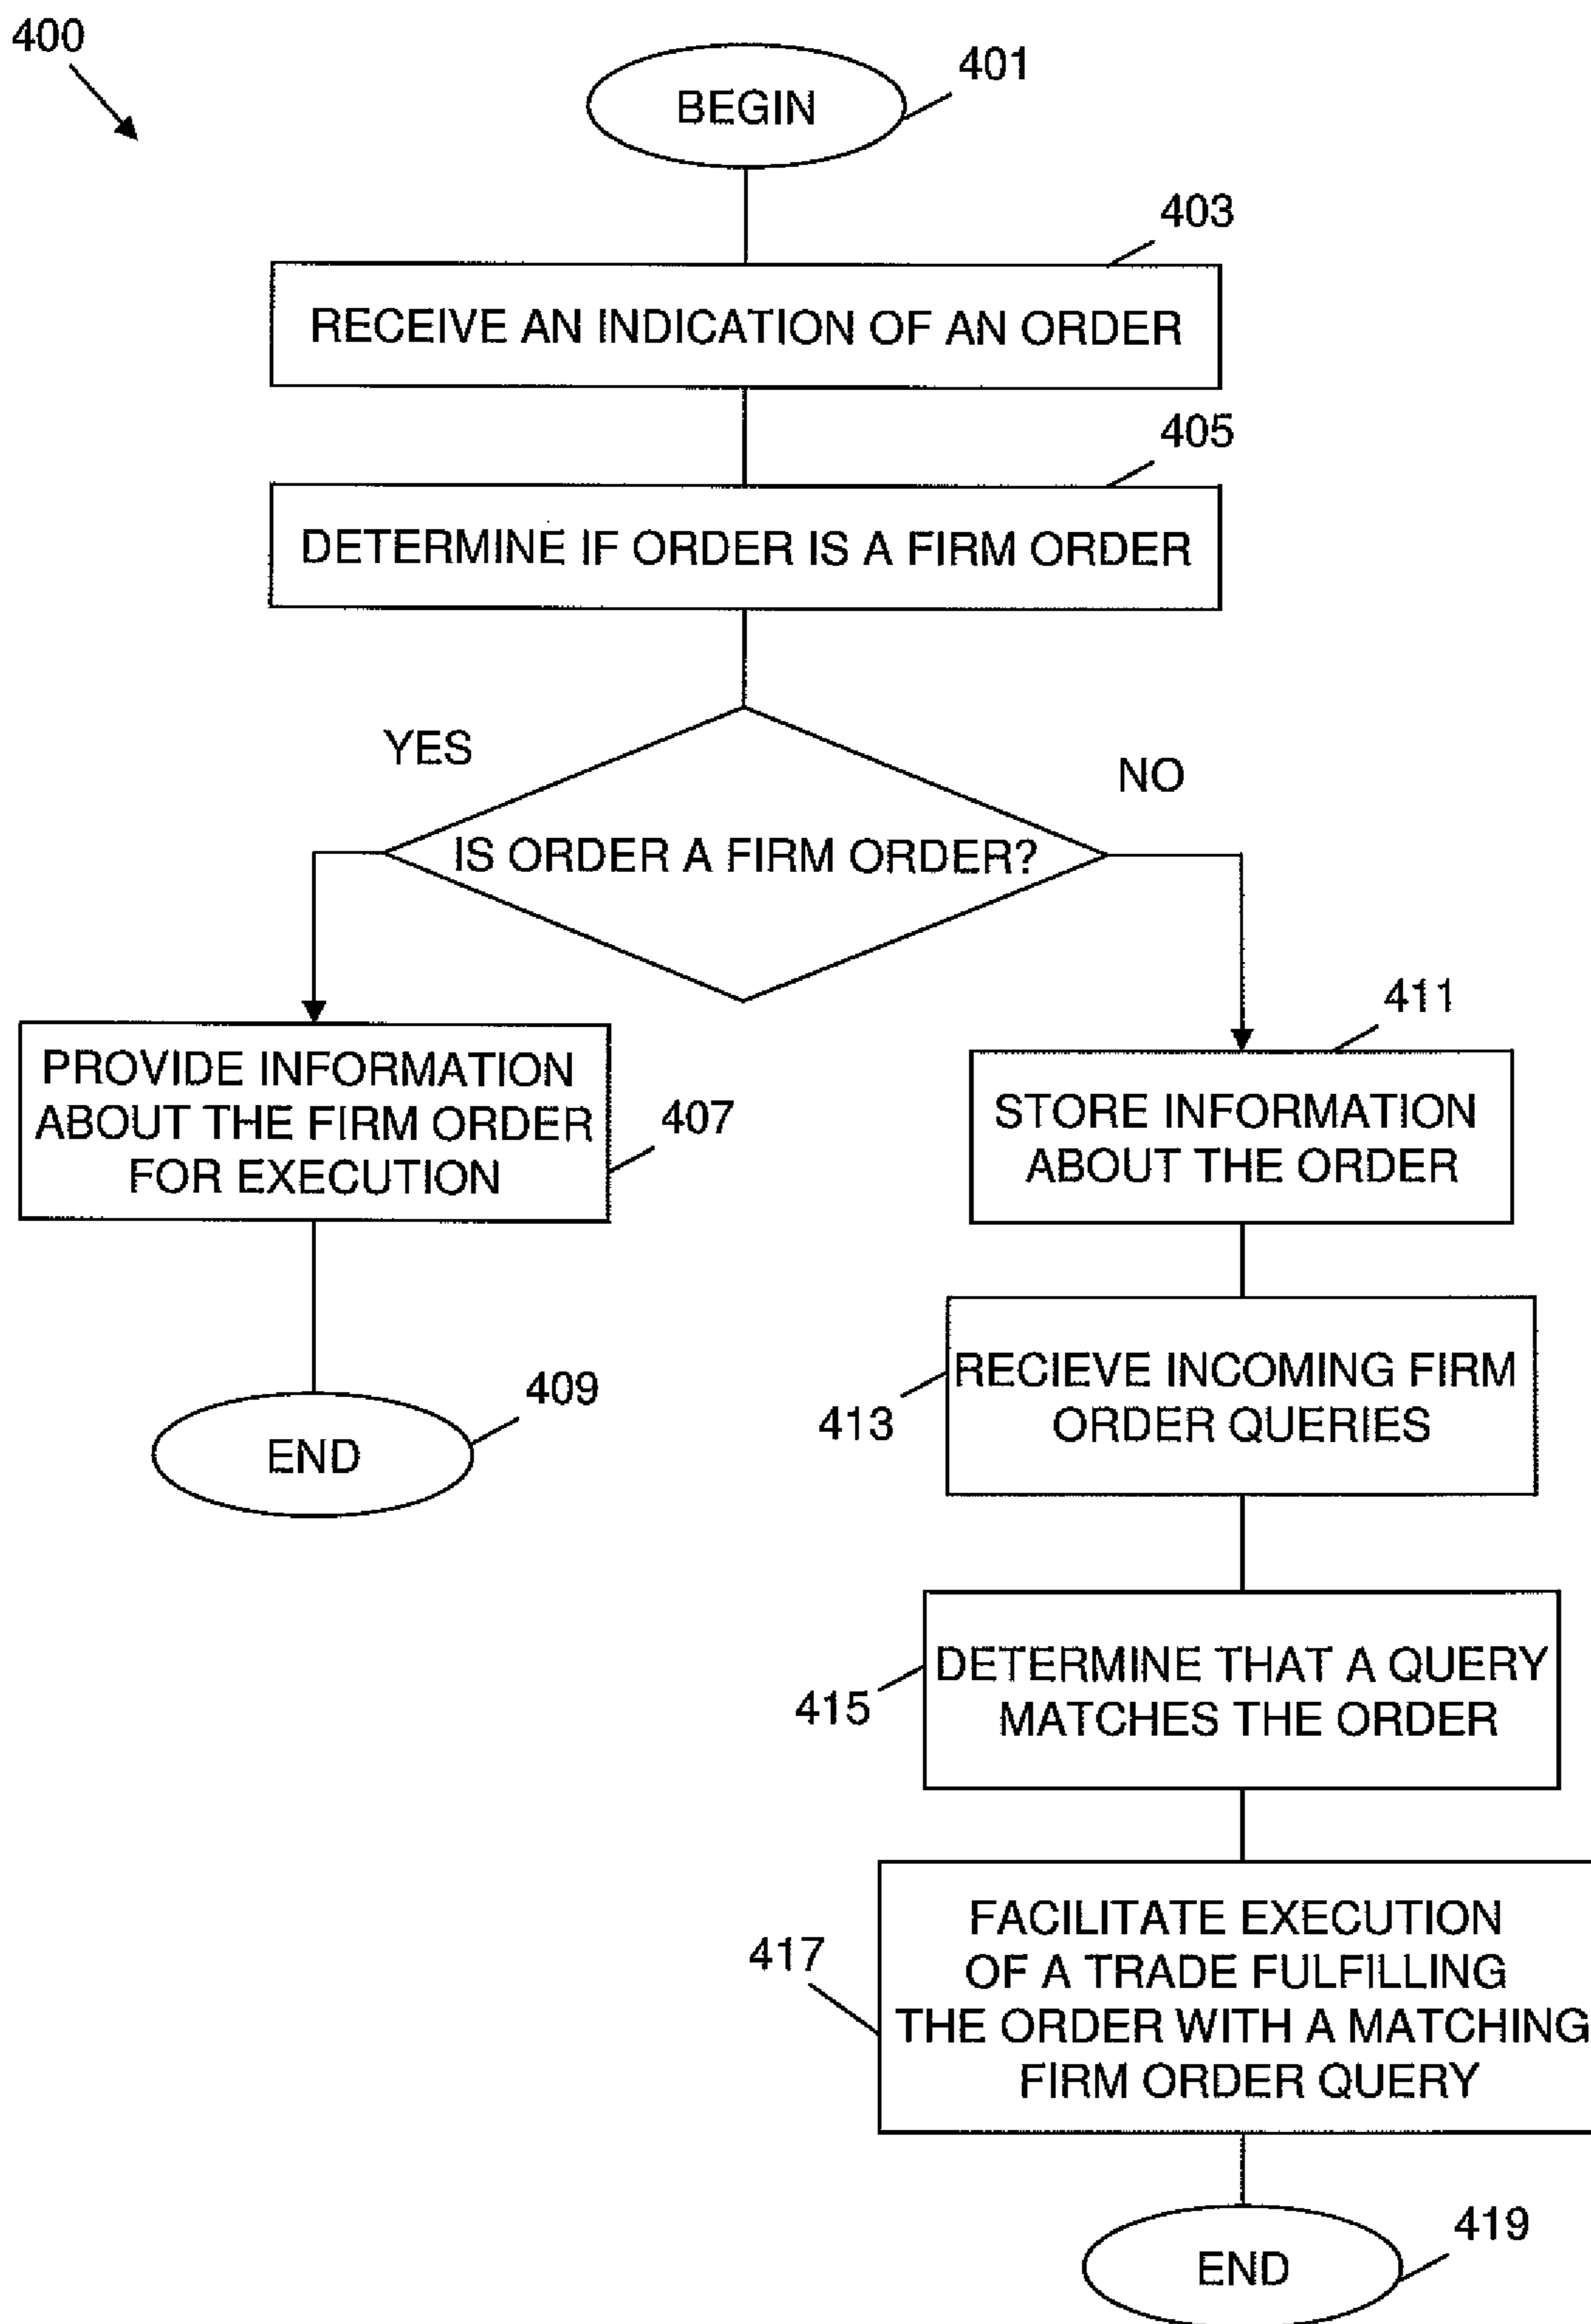 400
BEGIN
401
403
RECEIVE AN INDICATION OF AN ORDER
405
DETERMINE IF ORDER IS A FIRM ORDER
YES
NO
IS ORDER A FIRM ORDER?
PROVIDE INFORMATION
ABOUT THE FIRM ORDER
FOR EXECUTION
407
409
END
411
STORE INFORMATION
ABOUT THE ORDER
RECIEVE INCOMING FIRM
ORDER QUERIES
413
DETERMINE THAT A QUERY
MATCHES THE ORDER
415
FACILITATE EXECUTION
OF A TRADE FULFILLING
THE ORDER WITH A MATCHING
FIRM ORDER QUERY
417
419
END